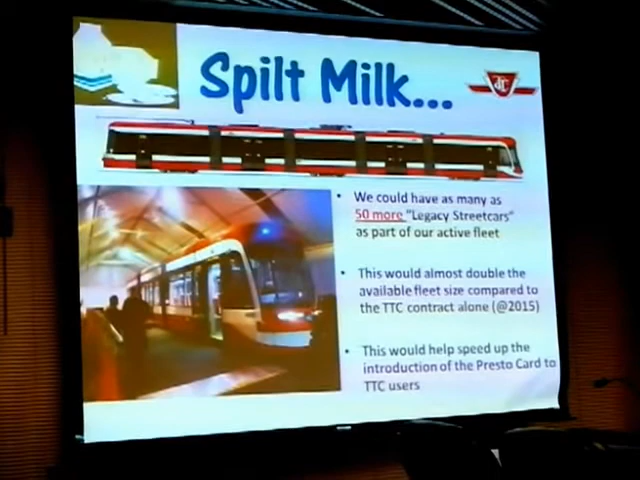 Spilt Milk...
TTC
• We could have as many as
50 more "Legacy Streetcars"
as part of our active fleet
• This would almost double the
available fleet size compared to
the TTC contract alone (@2015)
• This would help speed up the
introduction of the Presto Card to
TTC users